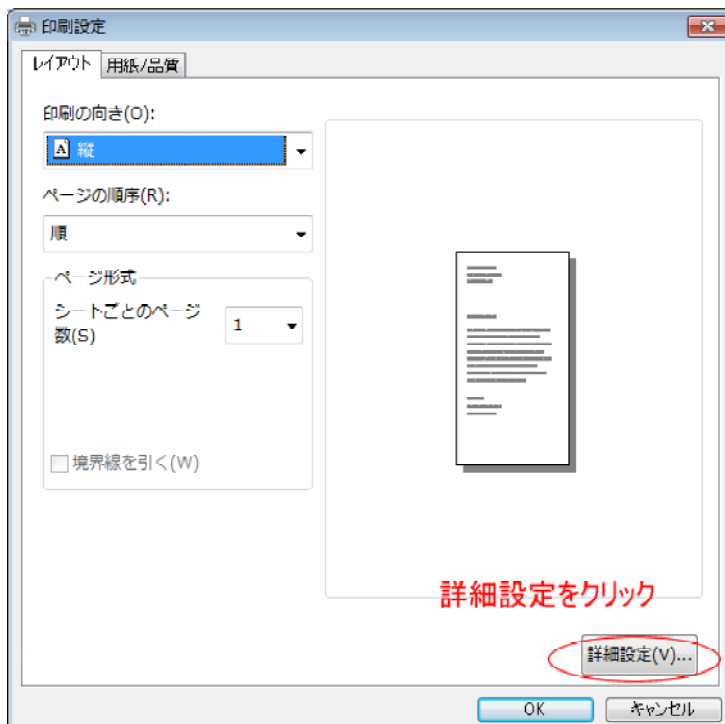 印刷設定
レイアウト 用紙/品質
印刷の向き(O):
縦
ページの順序(R):
順
ページ形式
シートごとのページ
数(S)
1
境界線を引く(W)
詳細設定をクリック
詳細設定(V)...
OK キャンセル